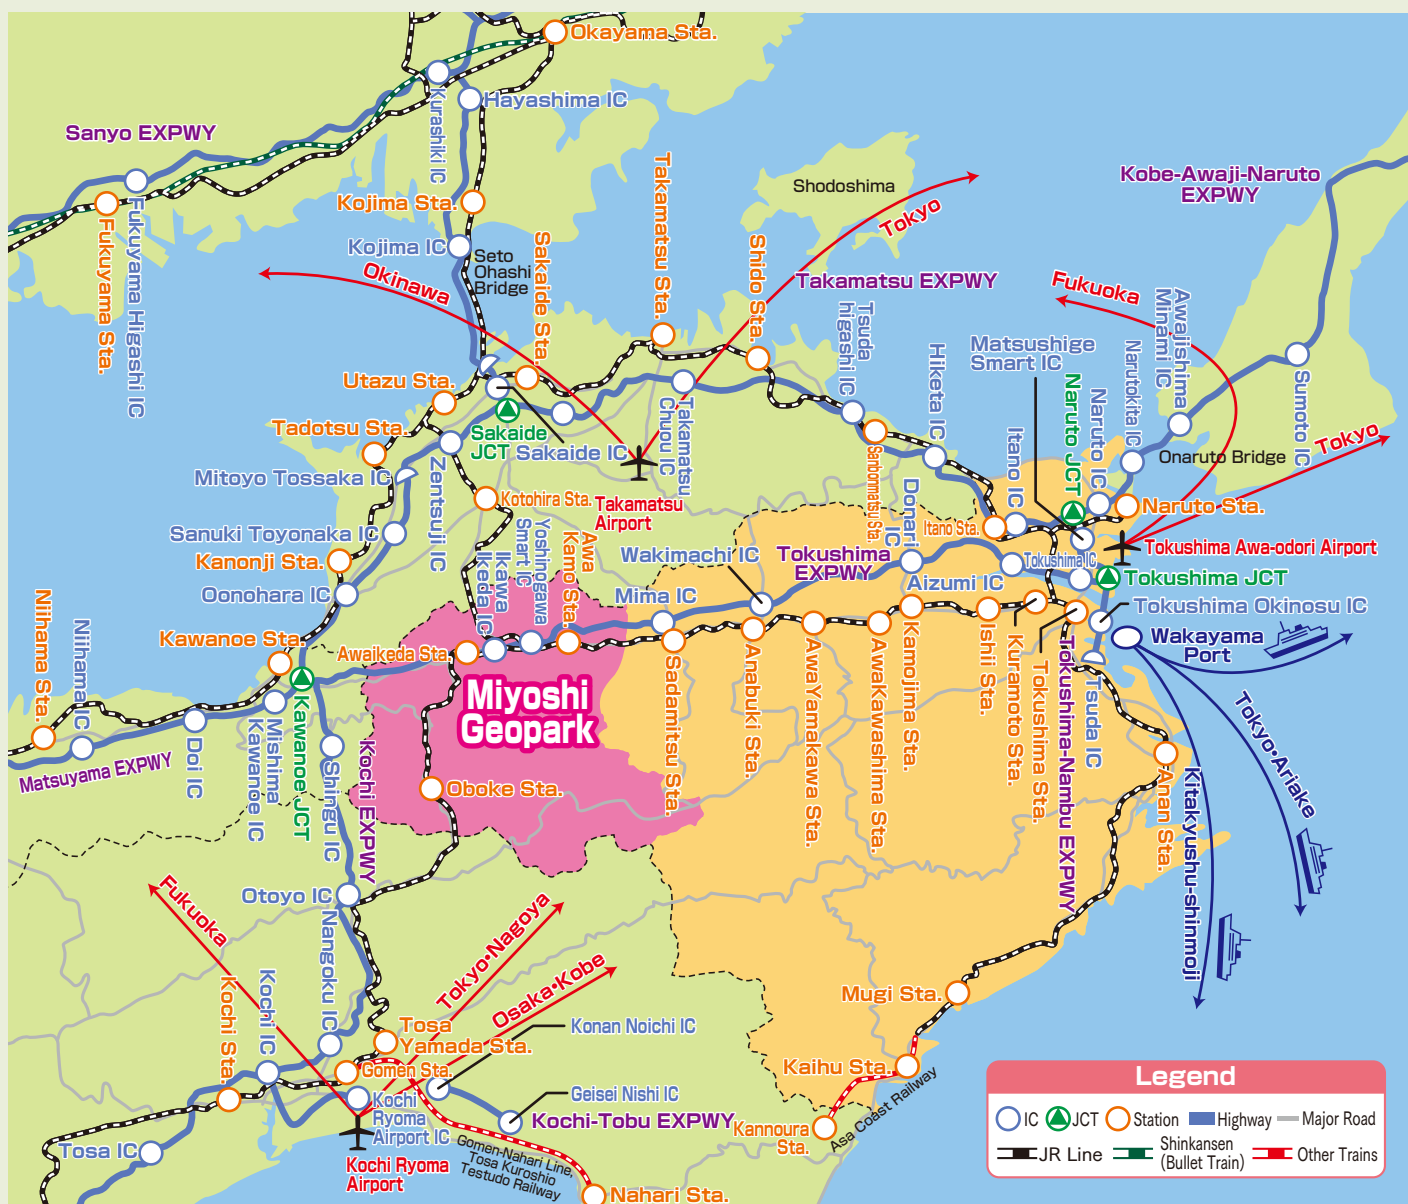 Okayama Sta.
Kurashiki IC
Hayashima IC
Sanyo EXPWY
Fukuyama Sta.
Fukuyama Higashi IC
Kojima Sta.
Kojima IC
Seto
Ohashi
Bridge
Okinawa
Sakaide Sta.
Takamatsu Sta.
Shido Sta.
Shodoshima
Tokyo
Takamatsu EXPWY
Kobe-Awaji-Naruto
EXPWY
Fukuoka
Utazu Sta.
Tadotsu Sta.
Mitoyo Tossaka IC
Sanuki Toyonaka IC
Kanonji Sta.
Oonohara IC
Kawanoe Sta.
Zentsuji IC
Sakaide
JCT
Sakaide IC
Kotohira Sta.
Takamatsu
Airport
Takamatsu
Chuou IC
Tsuda
higashi IC
Sanbonmatsu Sta.
Hiketa IC
Matsushige
Smart IC
Itano IC
Itano Sta.
Naruto JCT
Naruto IC
Narutokita IC
Awajishima
Minami IC
Sumoto IC
Onaruto Bridge
Tokyo
Naruto Sta.
Tokushima Awa-odori Airport
Tokushima IC
Tokushima JCT
Tokushima Okinosu IC
Wakayama
Port
Donari
IC
Aizumi IC
Tokushima
EXPWY
Wakimachi IC
Mima IC
Awa
Kamo Sta.
Yoshinogawa
Smart IC
Ikawa
Ikeda IC
Awaikeda Sta.
Miyoshi
Geopark
Oboke Sta.
Sadamitsu Sta.
Anabuki Sta.
AwaYamakawa Sta.
AwaKawashima Sta.
Kamojima Sta.
Ishii Sta.
Kuramoto Sta.
Tokushima Sta.
Tokushima-Nambu EXPWY
Tsuda IC
Anan Sta.
Kitakyushu-shinmoji
Tokyo•Ariake
Niihama Sta.
Niihama IC
Matsuyama EXPWY
Doi IC
Mishima
Kawanoe IC
Kawanoe JCT
Shingu IC
Kochi EXPWY
Otoyo IC
Nangoku IC
Fukuoka
Tokyo•Nagoya
Osaka•Kobe
Kochi Sta.
Kochi IC
Tosa
Yamada Sta.
Gomen Sta.
Kochi
Ryoma
Airport IC
Kochi Ryoma
Airport
Tosa IC
Konan Noichi IC
Geisei Nishi IC
Kochi-Tobu EXPWY
Gomen-Nahari Line,
Tosa Kuroshio
Testudo Railway
Nahari Sta.
Mugi Sta.
Kaihu Sta.
Kannoura
Sta.
Asa Coast Railway
Legend
IC
JCT
Station
Highway
Major Road
JR Line
Shinkansen
(Bullet Train)
Other Trains